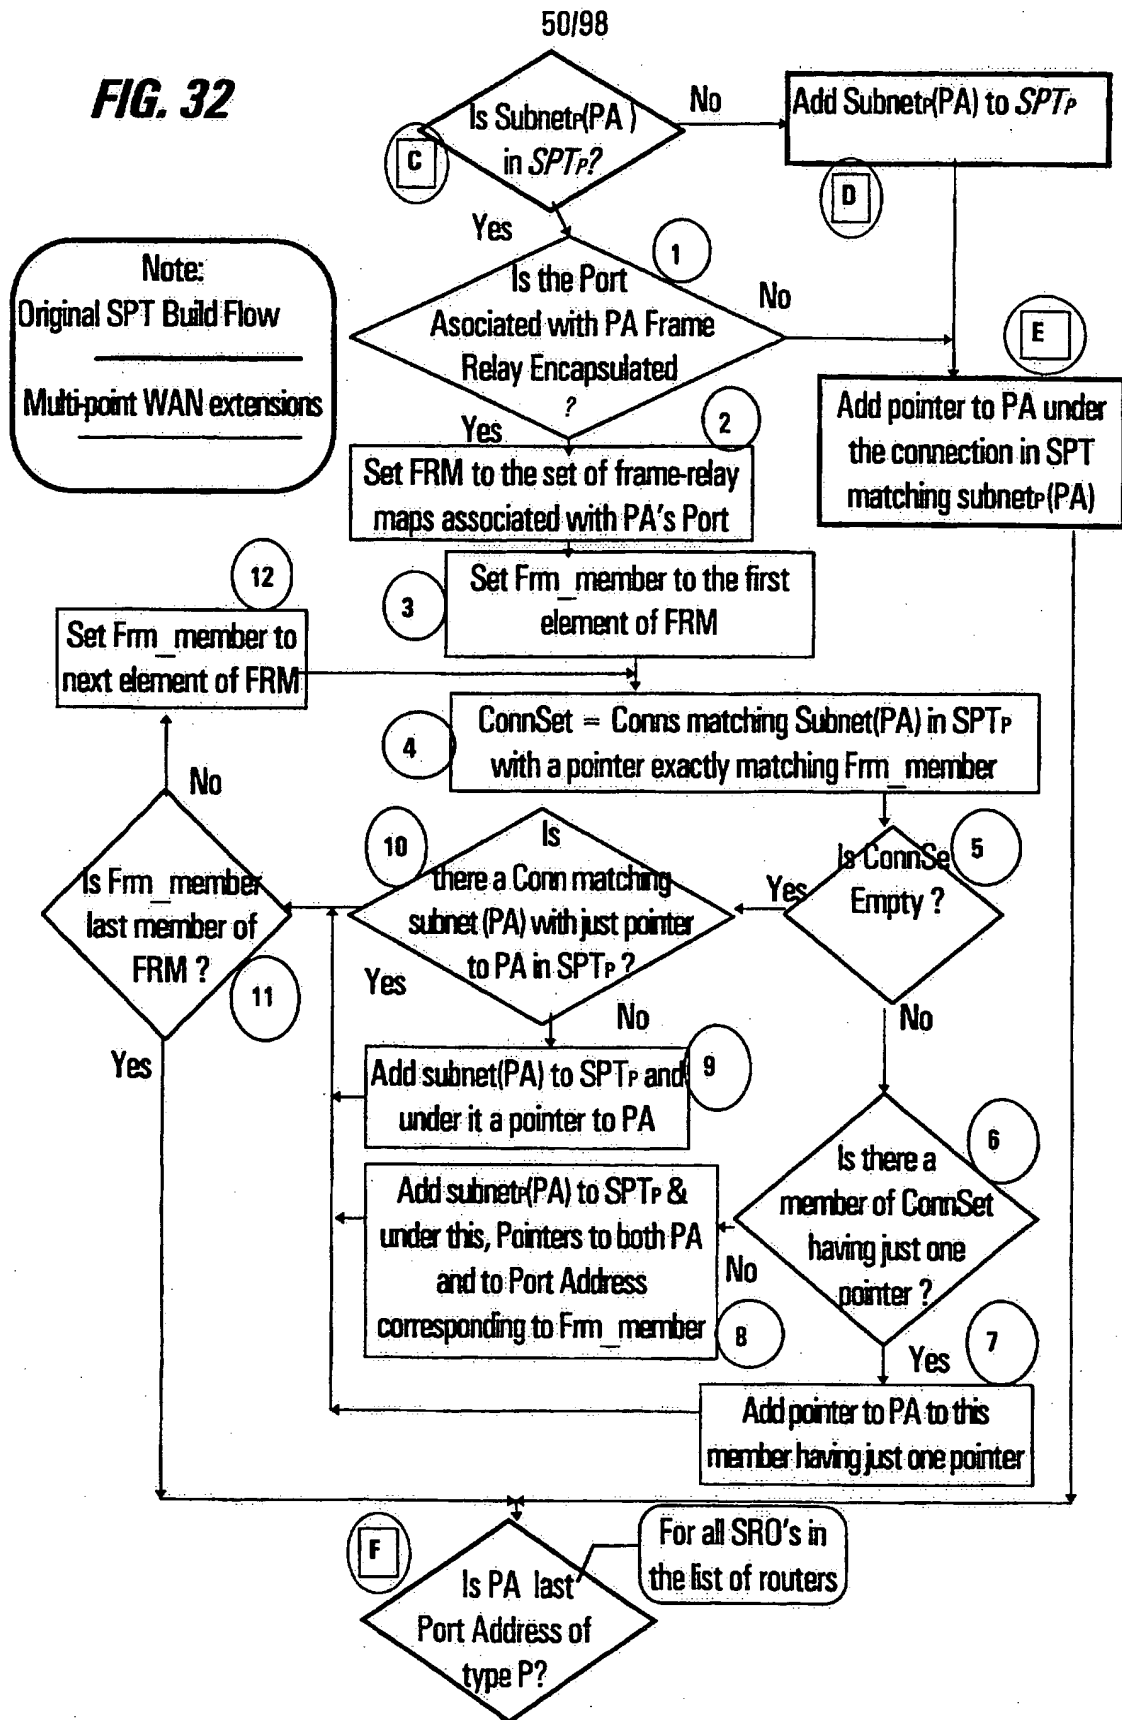 50/98
FIG. 32
Is SubnetP(PA)
in SPTP?
C
No
Add SubnetP(PA) to SPTP
D
Yes
Note:
Original SPT Build Flow
Multi-point WAN extensions
1
Is the Port
Asociated with PA Frame
Relay Encapsulated
?
No
E
Add pointer to PA under
the connection in SPT
matching subnetP(PA)
Yes
2
Set FRM to the set of frame-relay
maps associated with PA's Port
3
Set Frm_member to the first
element of FRM
12
Set Frm_member to
next element of FRM
4
ConnSet = Conns matching Subnet(PA) in SPTP
with a pointer exactly matching Frm_member
No
10
Is
there a Conn matching
subnet (PA) with just pointer
to PA in SPTP ?
Yes
5
Is ConnSe
Empty ?
Is Frm_member
last member of
FRM ?
11
Yes
Yes
No
No
Add subnet(PA) to SPTP and
under it a pointer to PA
9
6
Is there a
member of ConnSet
having just one
pointer ?
Add subnetP(PA) to SPTP &
under this, Pointers to both PA
and to Port Address
corresponding to Frm_member
8
No
Yes
7
Add pointer to PA to this
member having just one pointer
F
Is PA last
Port Address of
type P?
For all SRO's in
the list of routers